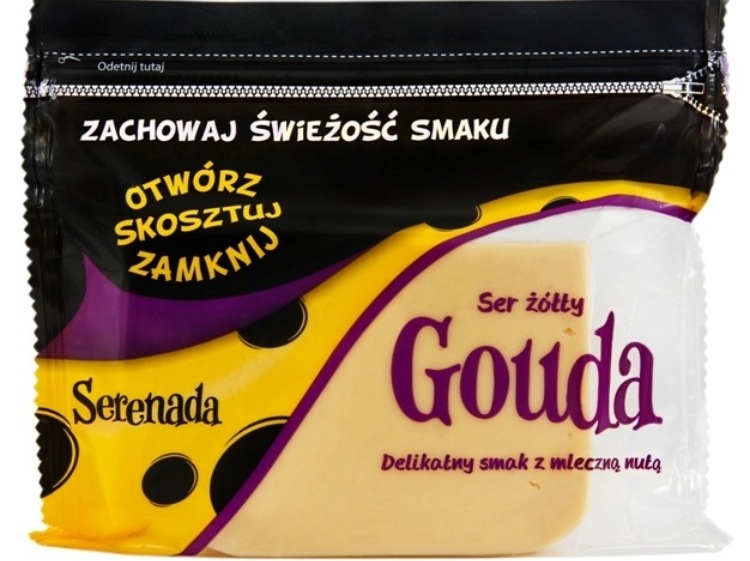 Odetnij tutaj
ZACHOWAJ ŚWIEŻOŚĆ SMAKU
OTWÓRZ
SKOSZTUJ
ZAMKNIJ
Ser żółty
Gouda
Serenada
Delikatny smak z mleczną nutą